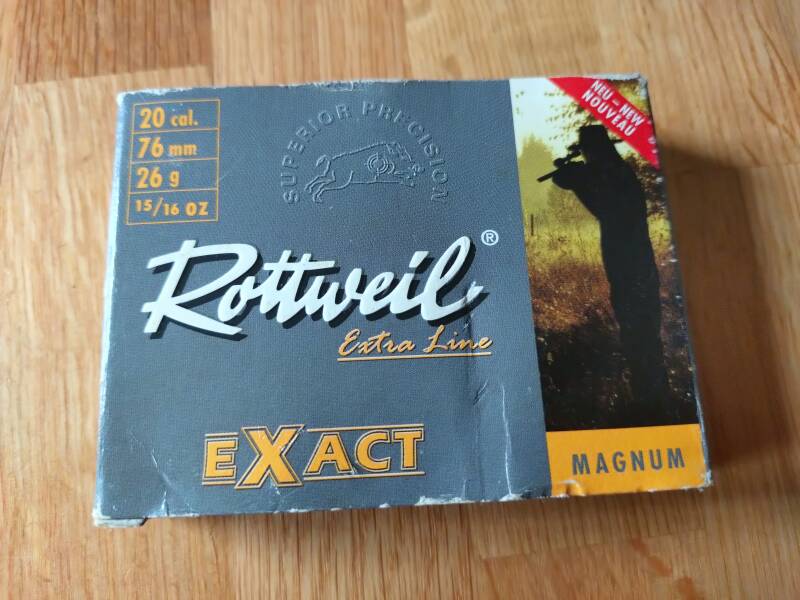 20 cal.
76 mm
26 g
15/16 OZ
SUPERIOR PRECISION
NEU - NEW
NOUVEAU
Rottweil®
Extra Line
EXACT
MAGNUM